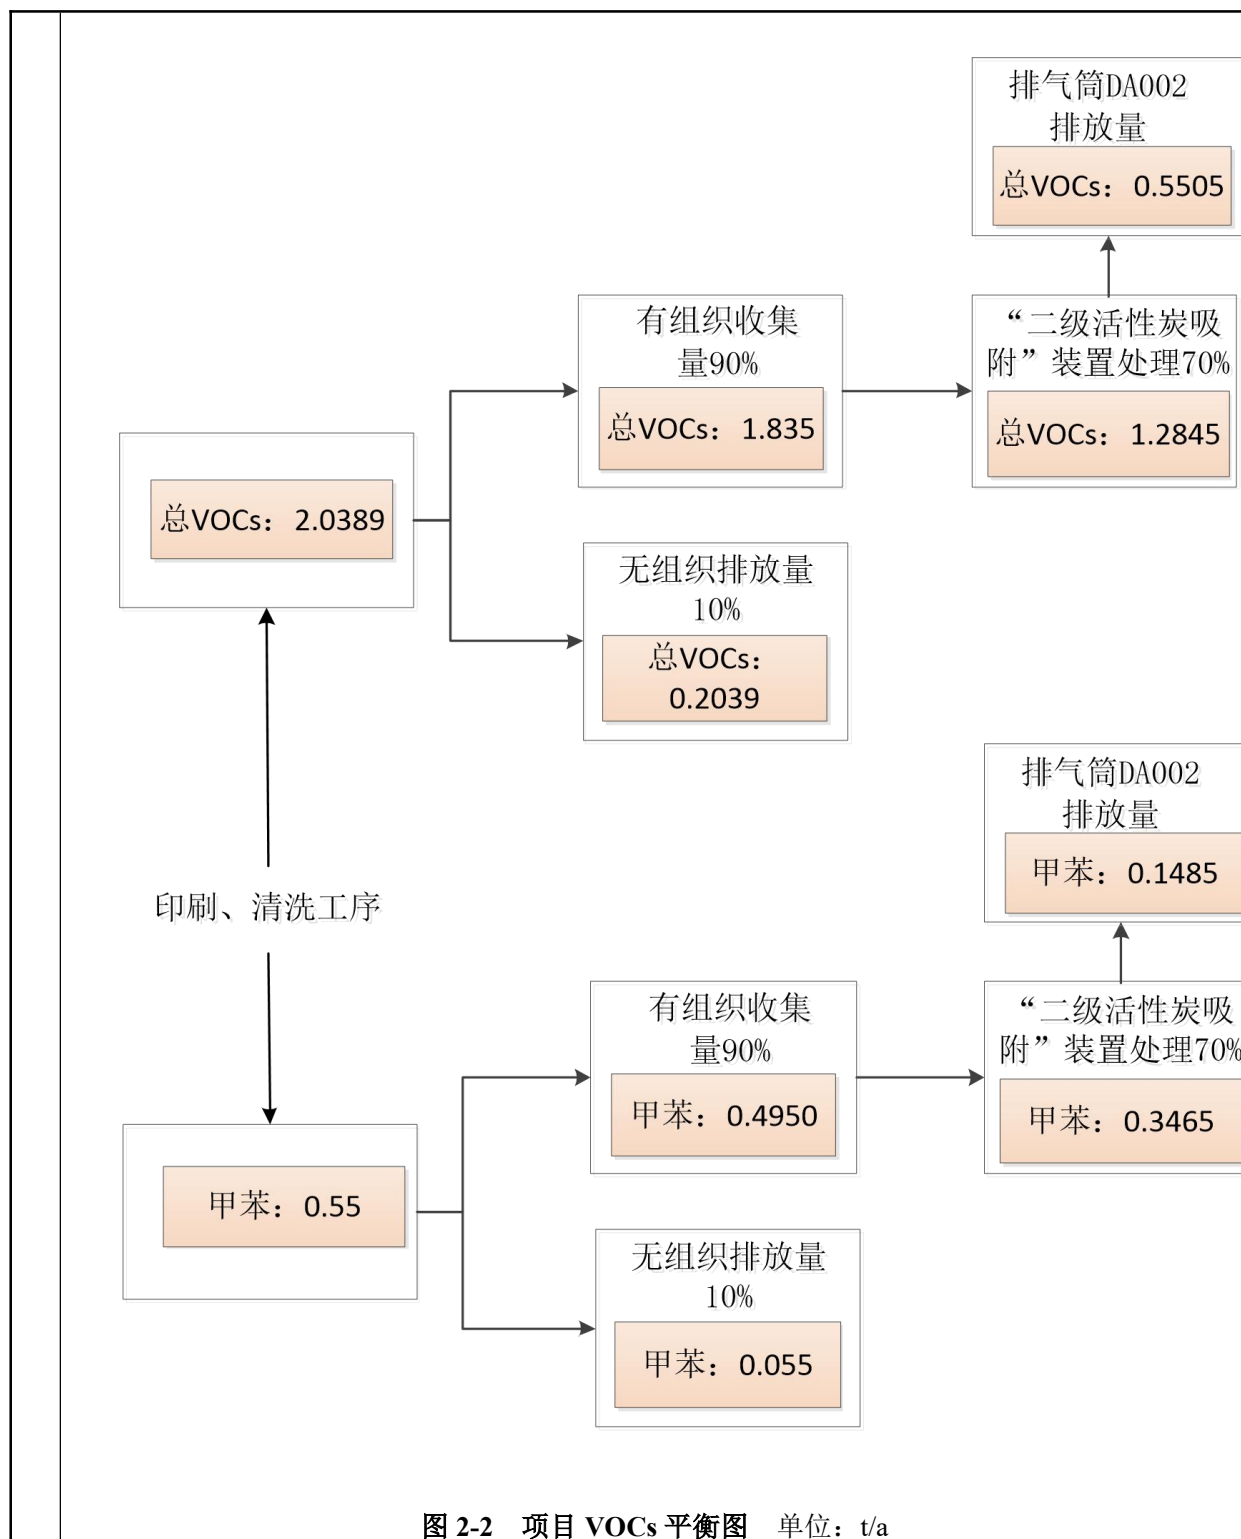 排气筒DA002
排放量
总VOCs：0.5505
有组织收集
量90%
总VOCs：1.835
“二级活性炭吸
附”装置处理70%
总VOCs：1.2845
总VOCs：2.0389
无组织排放量
10%
总VOCs：
0.2039
印刷、清洗工序
排气筒DA002
排放量
甲苯：0.1485
有组织收集
量90%
甲苯：0.4950
“二级活性炭吸
附”装置处理70%
甲苯：0.3465
甲苯：0.55
无组织排放量
10%
甲苯：0.055
图 2-2 项目 VOCs 平衡图 单位：t/a